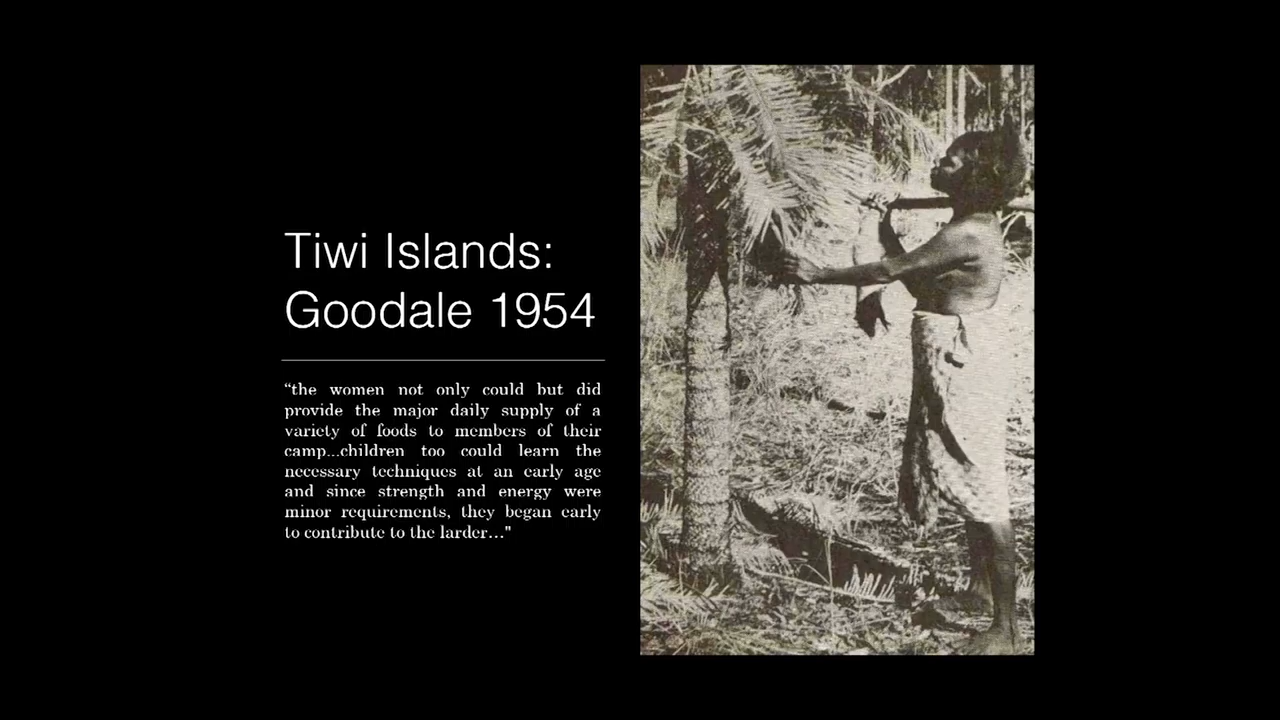 Tiwi Islands:
Goodale 1954
“the women not only could but did
provide the major daily supply of a
variety of foods to members of their
camp...children too could learn the
necessary techniques at an early age
and since strength and energy were
minor requirements, they began early
to contribute to the larder…"